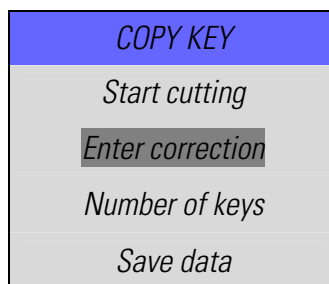 COPY KEY
Start cutting
Enter correction
Number of keys
Save data